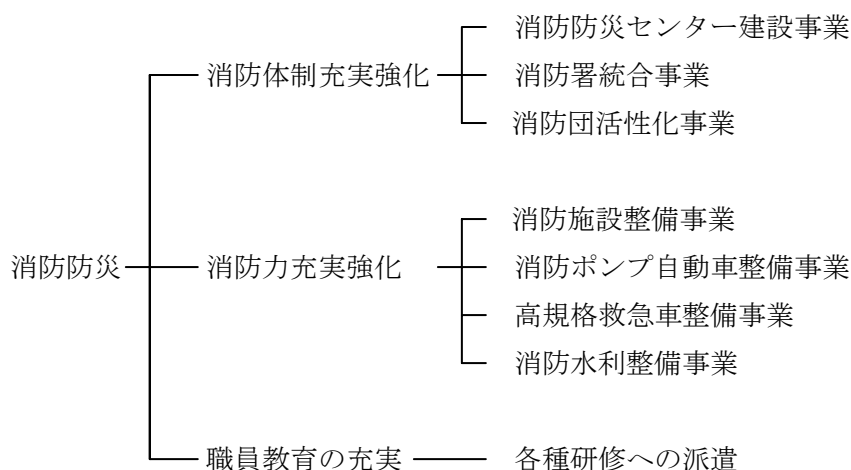 消防防災センター建設事業
消防体制充実強化 消防署統合事業
消防団活性化事業
消防施設整備事業
消防防災 消防力充実強化 消防ポンプ自動車整備事業
高規格救急車整備事業
消防水利整備事業
職員教育の充実 各種研修への派遣